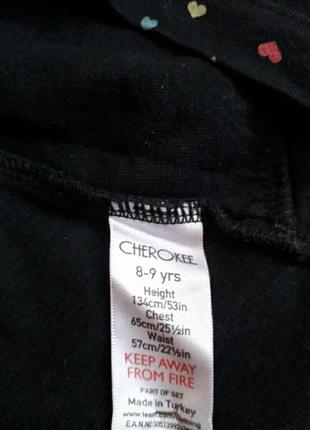 CHEROKEE
8-9 yrs
Height
134cm/53in
Chest
65cm/25½in
Waist
57cm/22½in
KEEP AWAY
FROM FIRE
PART OF SET
Made in Turkey
E.A.N.NO